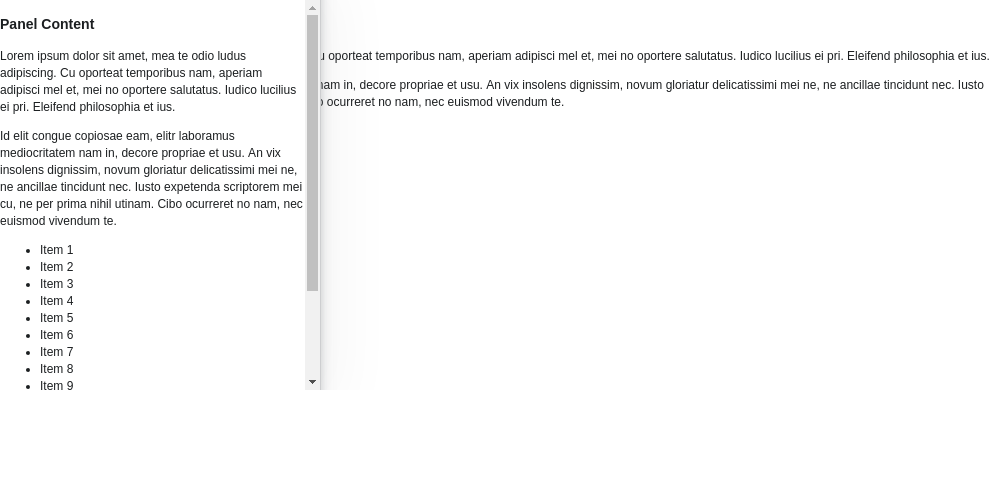 Panel Content
Lorem ipsum dolor sit amet, mea te odio ludus
adipiscing. Cu oporteat temporibus nam, aperiam
adipisci mel et, mei no oportere salutatus. Iudico lucilius
ei pri. Eleifend philosophia et ius.
Id elit congue copiosae eam, elitr laboramus
mediocritatem nam in, decore propriae et usu. An vix
insolens dignissim, novum gloriatur delicatissimi mei ne,
ne ancillae tincidunt nec. Iusto expetenda scriptorem mei
cu, ne per prima nihil utinam. Cibo ocurreret no nam, nec
euismod vivendum te.
• Item 1
• Item 2
• Item 3
• Item 4
• Item 5
• Item 6
• Item 7
• Item 8
• Item 9
oporteat temporibus nam, aperiam adipisci mel et, mei no oportere salutatus. Iudico lucilius ei pri. Eleifend philosophia et ius.
nam in, decore propriae et usu. An vix insolens dignissim, novum gloriatur delicatissimi mei ne, ne ancillae tincidunt nec. Iusto
ocurreret no nam, nec euismod vivendum te.